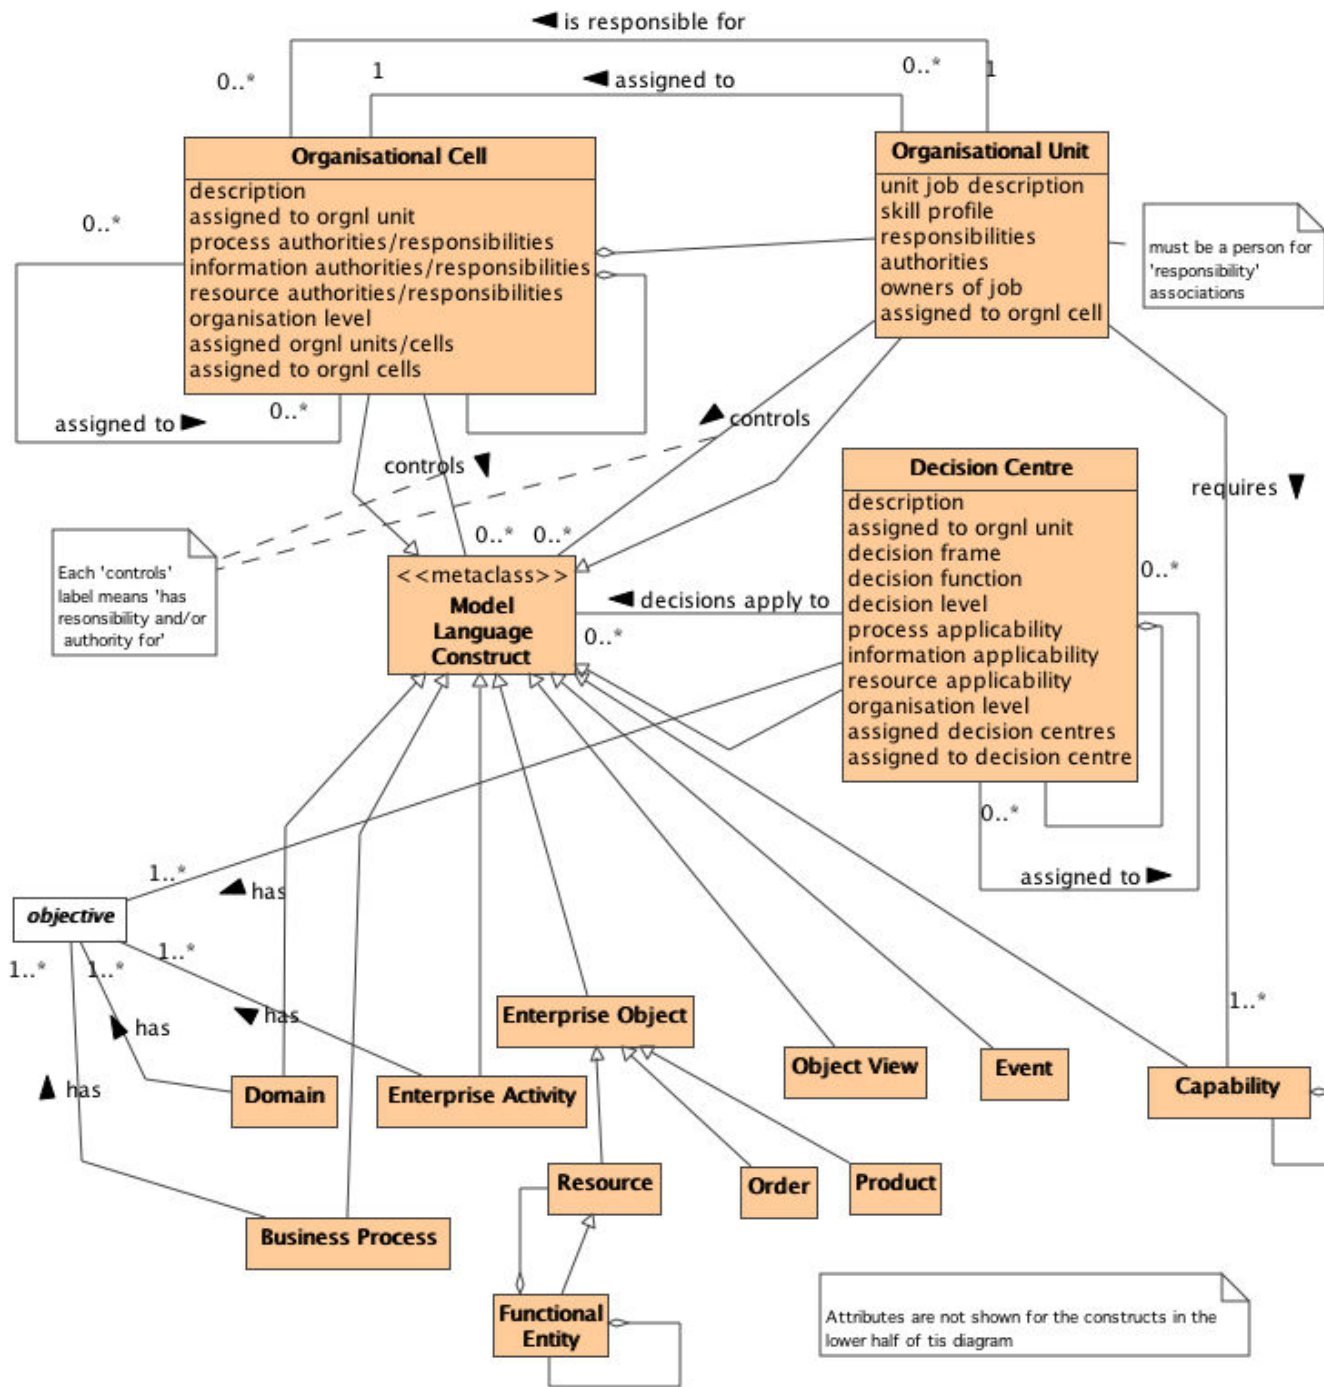 ◄ is responsible for
0..*
1
◄ assigned to
0..*
1
Organisational Cell
description
assigned to orgnl unit
process authorities/responsibilities
information authorities/responsibilities
resource authorities/responsibilities
organisation level
assigned orgnl units/cells
assigned to orgnl cells
Organisational Unit
unit job description
skill profile
responsibilities
authorities
owners of job
assigned to orgnl cell
must be a person for
'responsibility'
associations
0..*
0..*
assigned to ►
controls ▼
controls
0..*
0..*
Each 'controls'
label means 'has
resonsibility and/or
authority for'
<<metaclass>>
Model
Language
Construct
◄ decisions apply to
0..*
Decision Centre
description
assigned to orgnl unit
decision frame
decision function
decision level
process applicability
information applicability
resource applicability
organisation level
assigned decision centres
assigned to decision centre
requires ▼
0..*
0..*
assigned to ►
1..*
◄ has
objective
1..*
1..*
1..*
has
has
has
1..*
Enterprise Object
Domain
Enterprise Activity
Object View
Event
Capability
Resource
Order
Product
Business Process
Functional
Entity
Attributes are not shown for the constructs in the
lower half of tis diagram